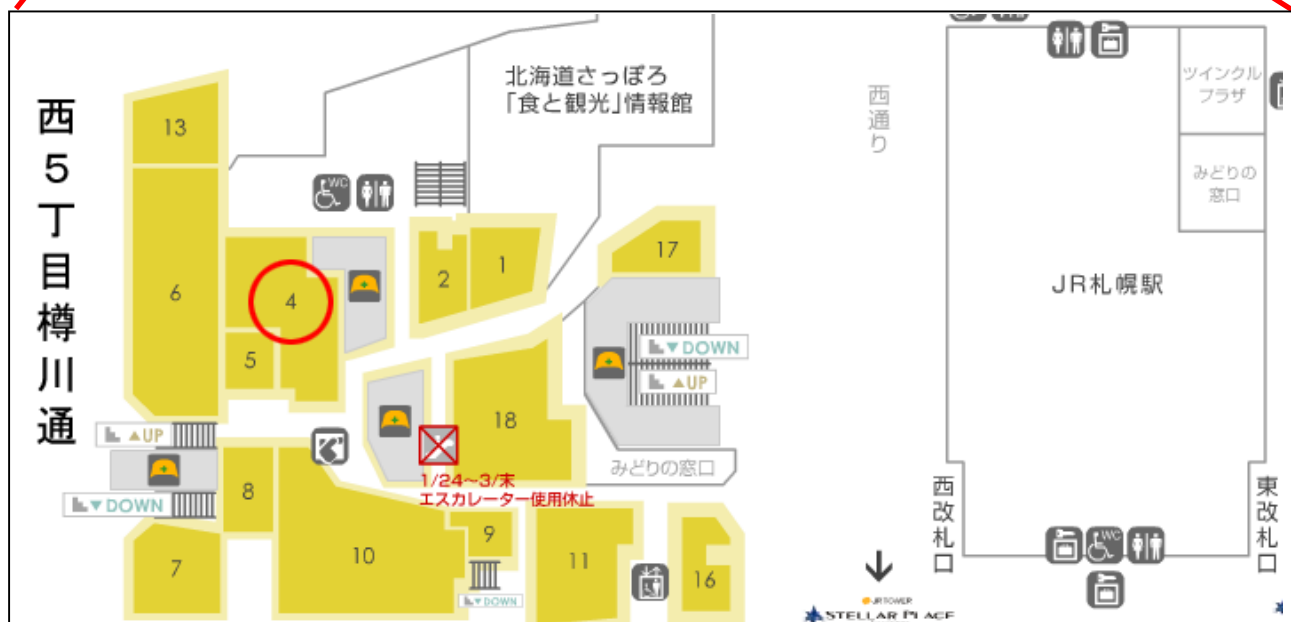 西5丁目樽川通
北海道さっぽろ
「食と観光」情報館
西通り
ツインクル
プラザ
みどりの
窓口
JR札幌駅
西改札口
東改札口
13
6
4
5
WC
2
1
17
▼DOWN
▲UP
18
みどりの窓口
1/24～3/末
エスカレーター使用休止
▲UP
▼DOWN
8
7
10
9
▼DOWN
11
16
WC
JR TOWER
STELLAR PLACE